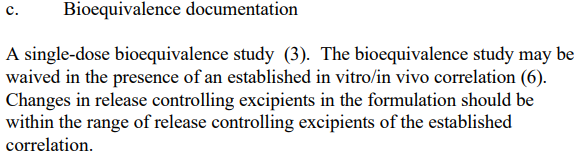 c. Bioequivalence documentation
A single-dose bioequivalence study (3). The bioequivalence study may be
waived in the presence of an established in vitro/in vivo correlation (6).
Changes in release controlling excipients in the formulation should be
within the range of release controlling excipients of the established
correlation.